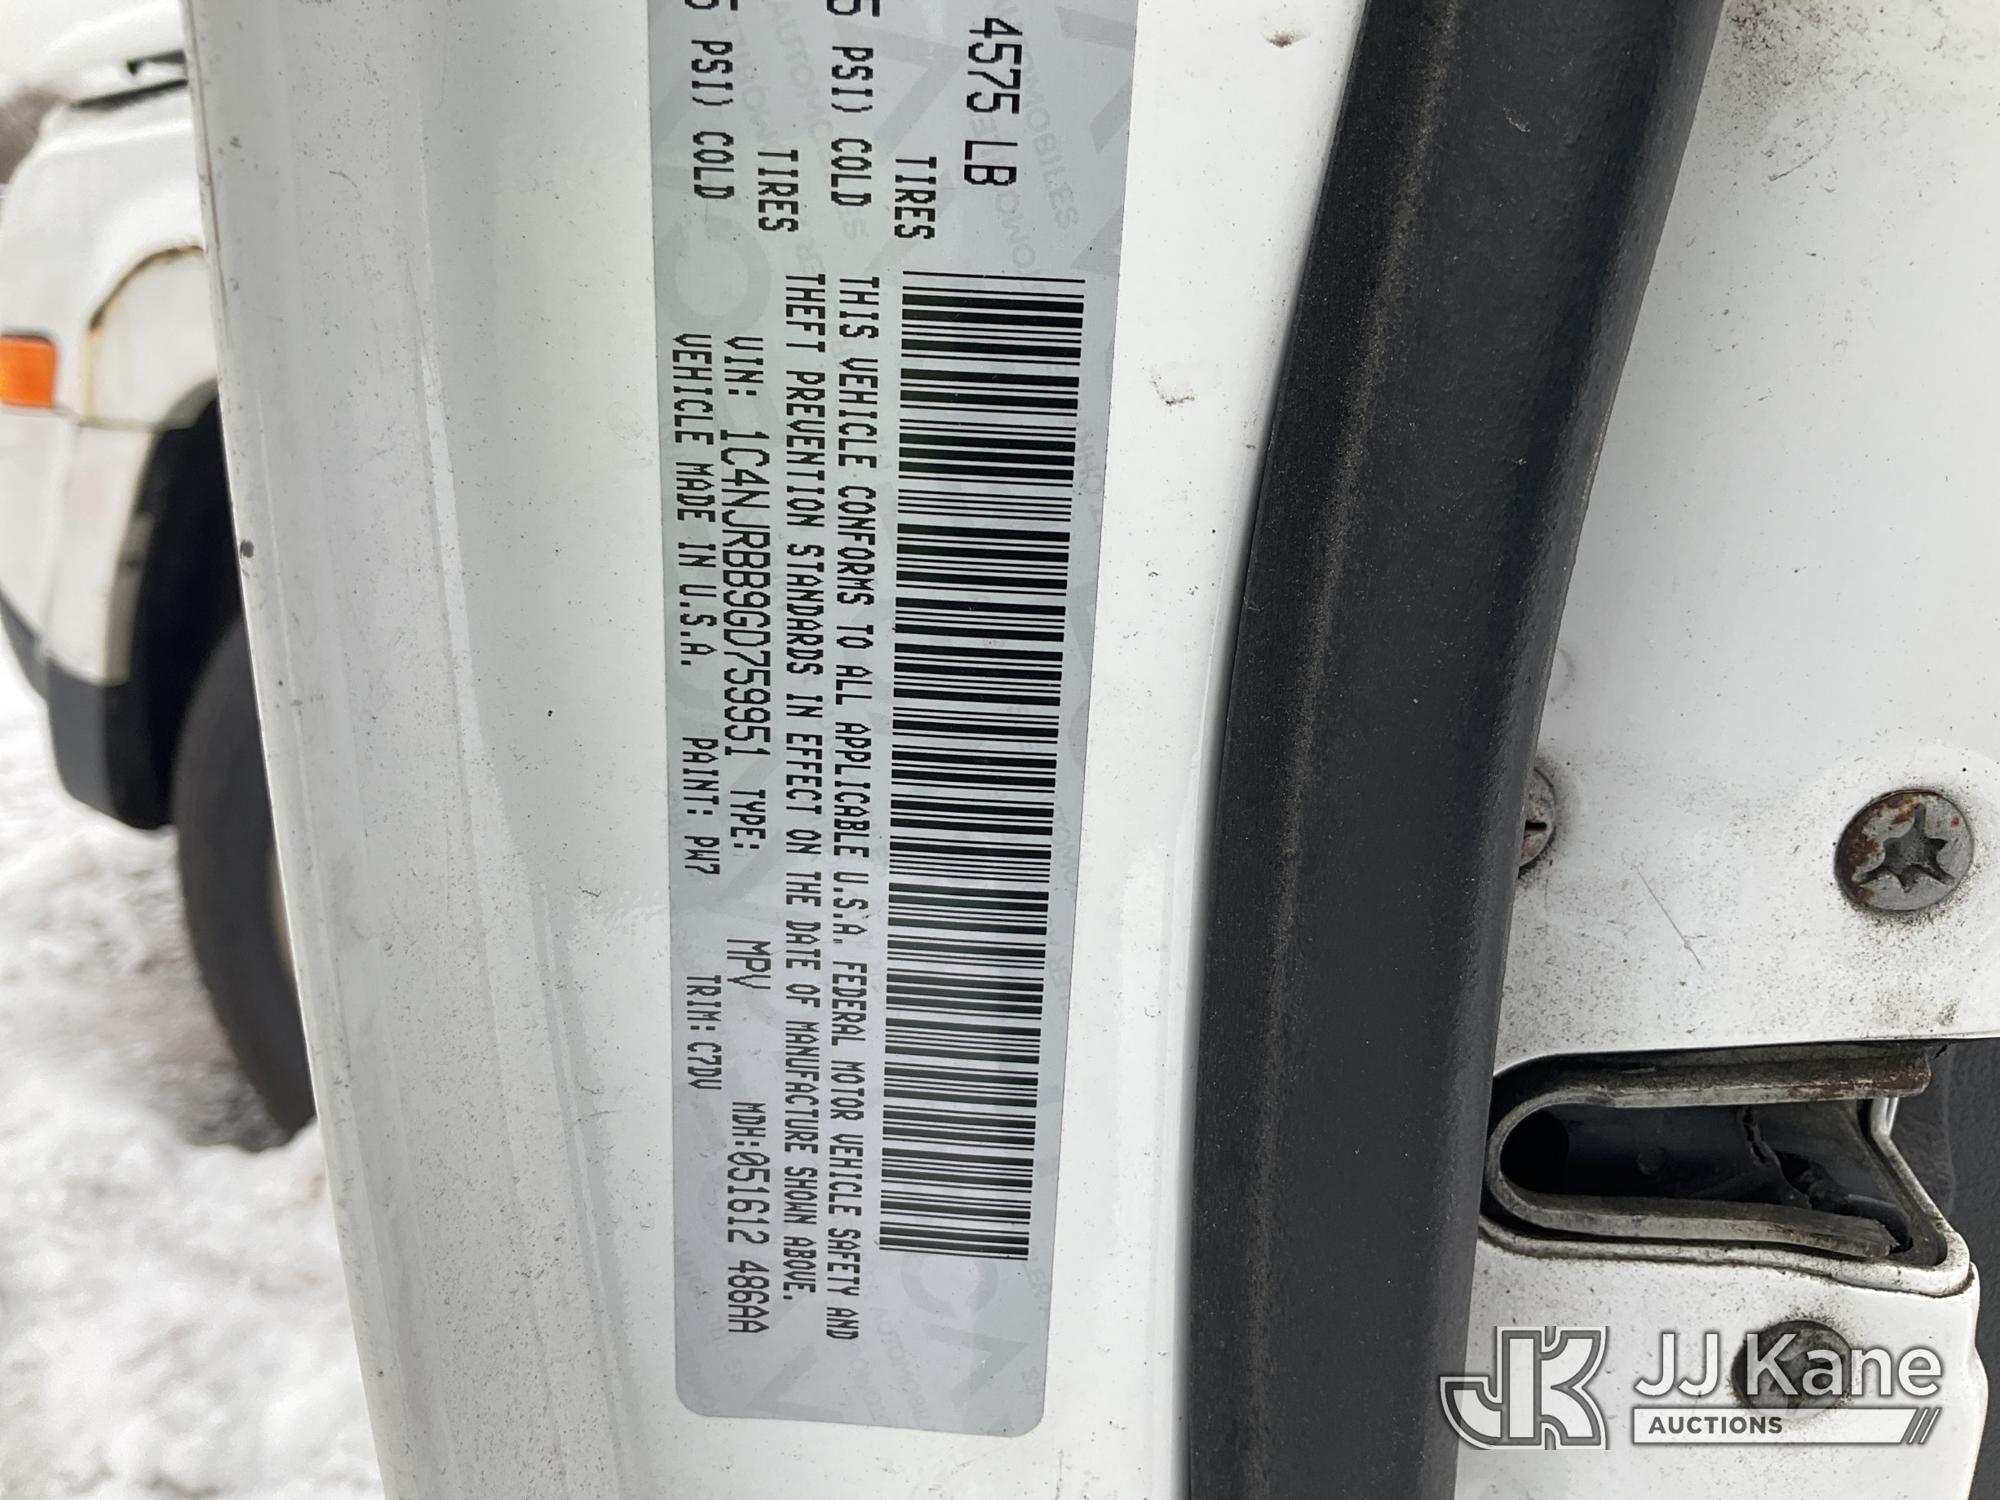 4575 LB
TIRES
PSI) COLD
TIRES
PSI) COLD
THIS VEHICLE CONFORMS TO ALL APPLICABLE U.S.A. FEDERAL MOTOR VEHICLE SAFETY AND
THEFT PREVENTION STANDARDS IN EFFECT ON THE DATE OF MANUFACTURE SHOWN ABOVE.
VIN: 1C4NJRBB9GD759951 TYPE: MPV MDH:051612 486AA
VEHICLE MADE IN U.S.A. PAINT: PW7 TRIM: C7DV
JK JJ Kane
AUCTIONS